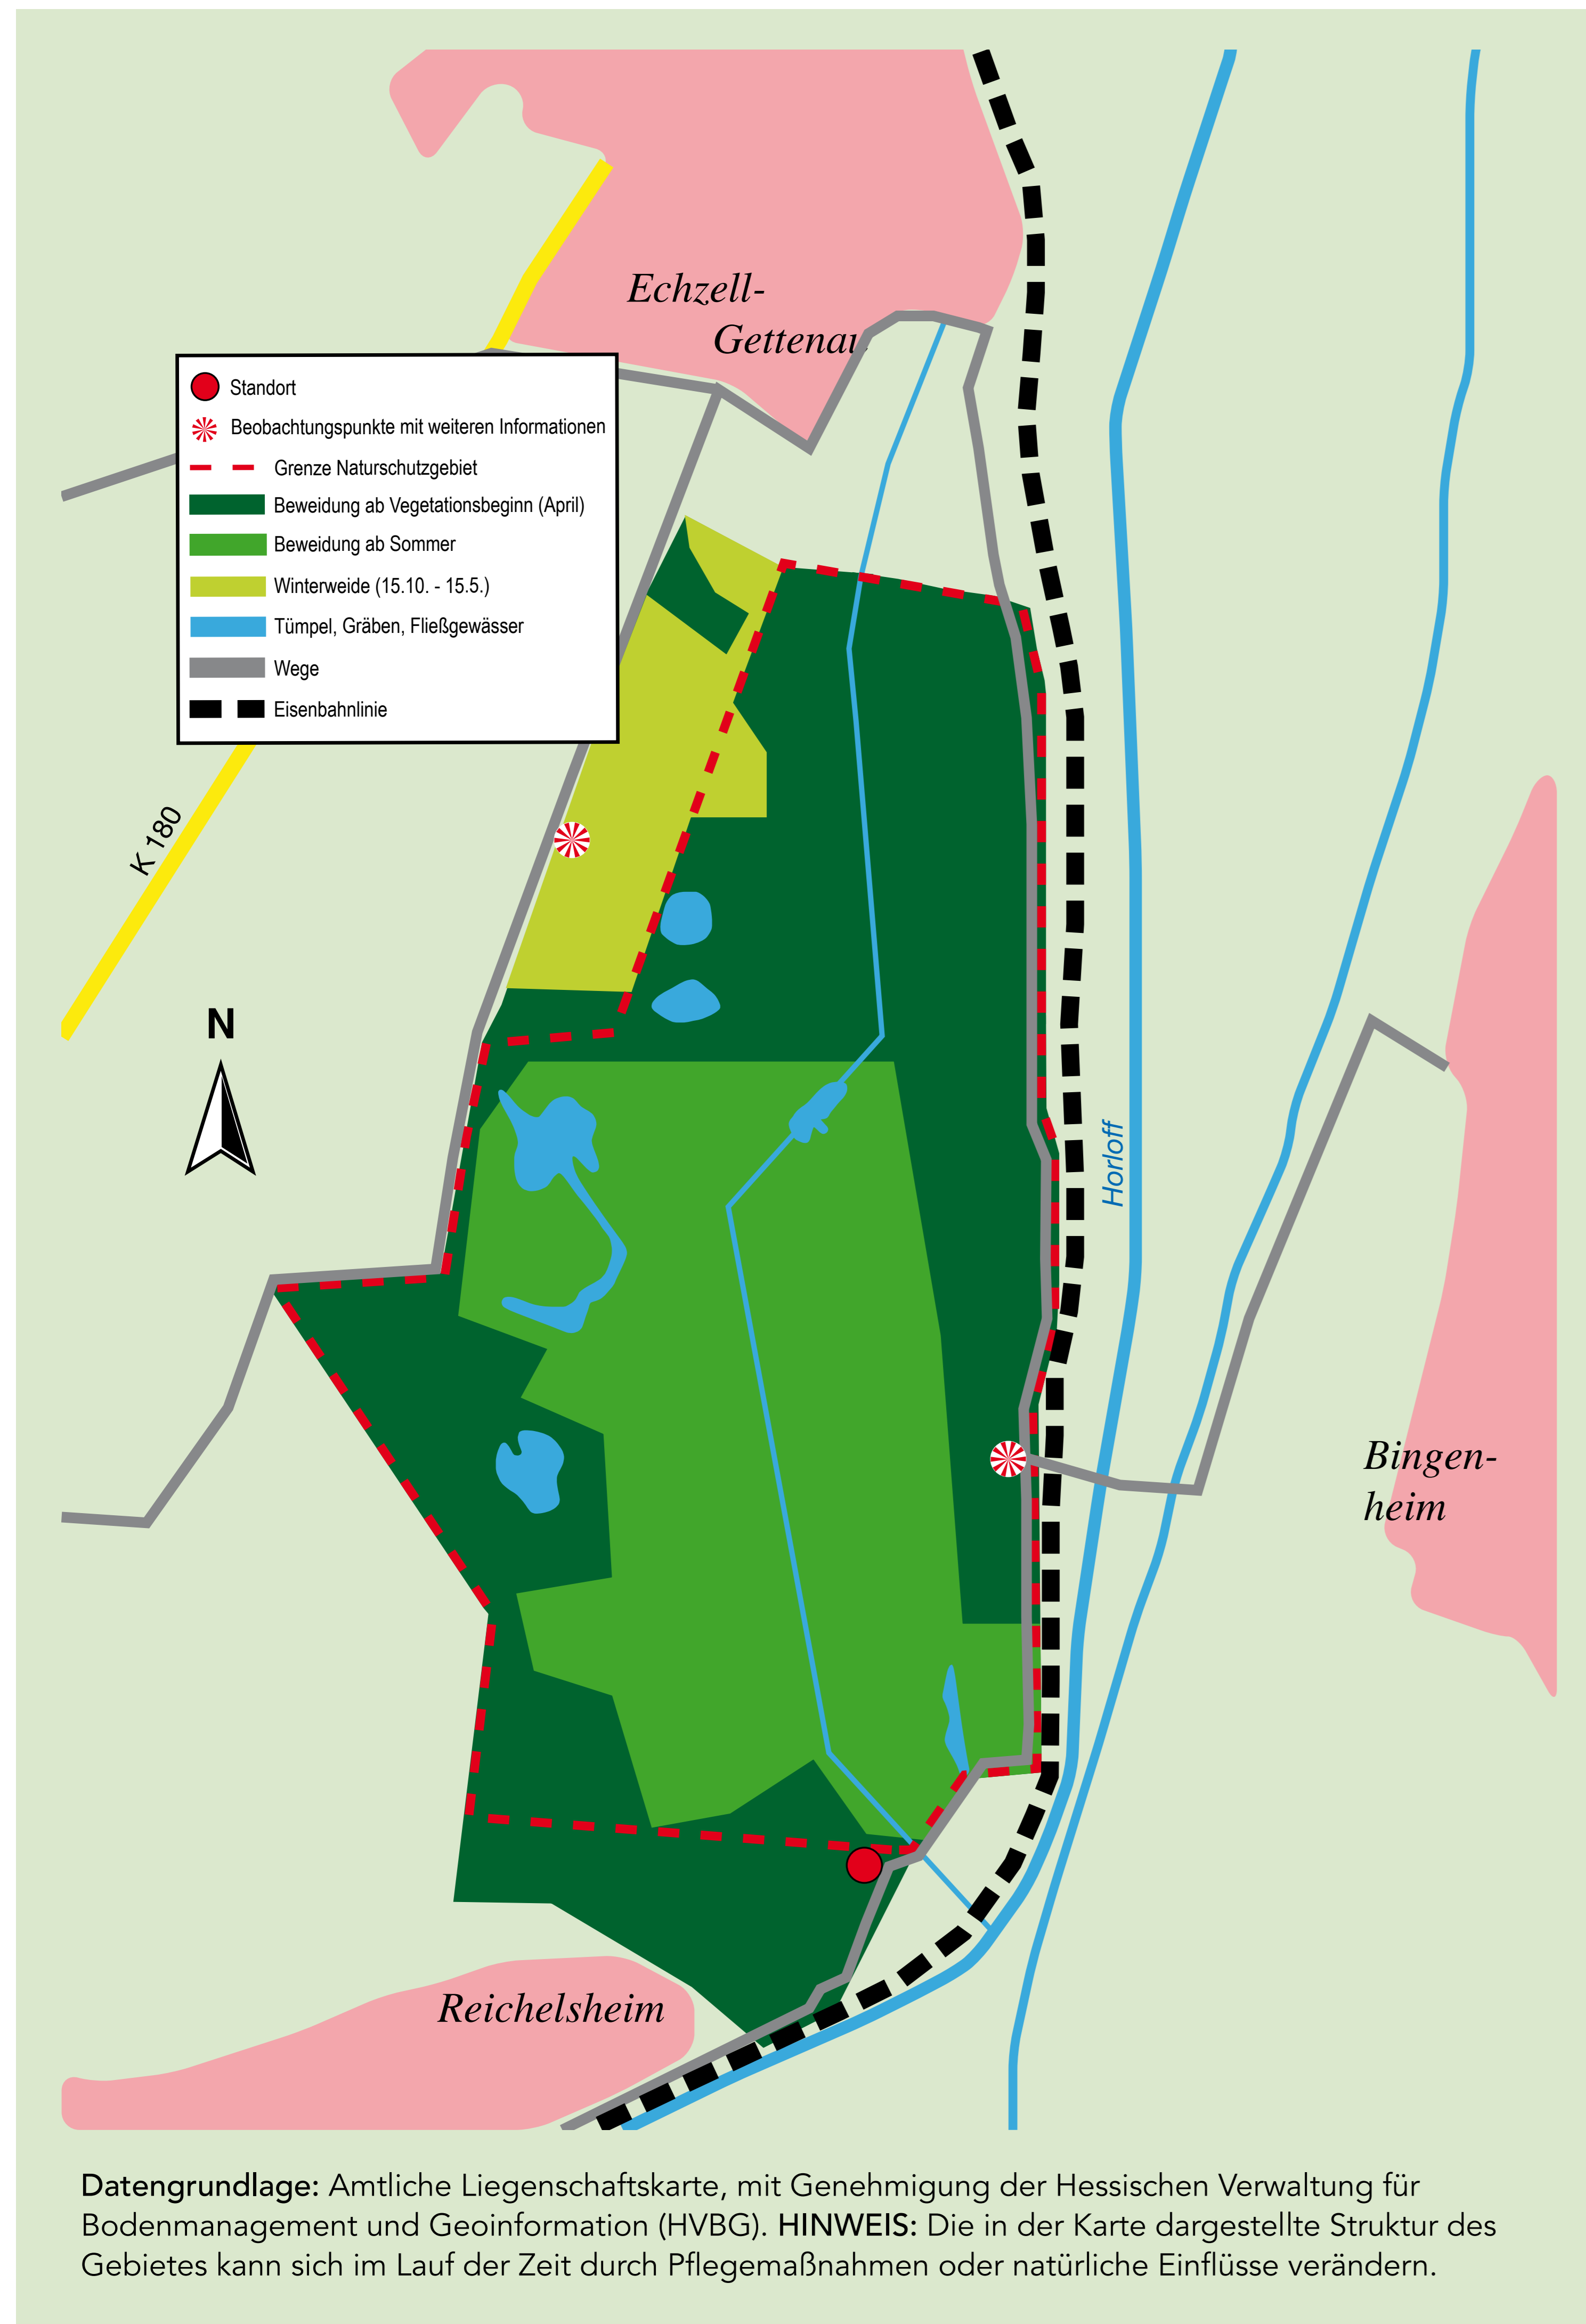 Echzell-
Gettenau
Standort
Beobachtungspunkte mit weiteren Informationen
Grenze Naturschutzgebiet
Beweidung ab Vegetationsbeginn (April)
Beweidung ab Sommer
Winterweide (15.10. - 15.5.)
Tümpel, Gräben, Fließgewässer
Wege
Eisenbahnlinie
K 180
N
Horloff
Bingen-
heim
Reichelsheim
Datengrundlage: Amtliche Liegenschaftskarte, mit Genehmigung der Hessischen Verwaltung für
Bodenmanagement und Geoinformation (HVBG). HINWEIS: Die in der Karte dargestellte Struktur des
Gebietes kann sich im Lauf der Zeit durch Pflegemaßnahmen oder natürliche Einflüsse verändern.